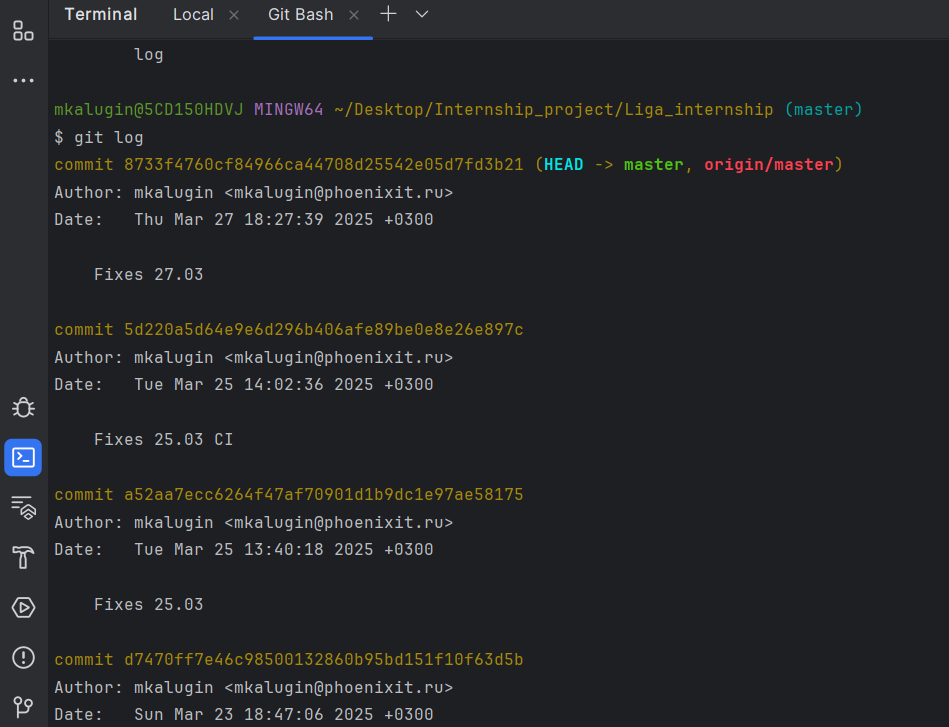 Terminal Local Git Bash
log
mkalugin@5CD150HDVJ MINGW64 ~/Desktop/Internship_project/Liga_internship (master)
$ git log
commit 8733f4760cf84966ca44708d25542e05d7fd3b21 (HEAD -> master, origin/master)
Author: mkalugin <mkalugin@phoenixit.ru>
Date:   Thu Mar 27 18:27:39 2025 +0300
Fixes 27.03
commit 5d220a5d64e9e6d296b406afe89be0e8e26e897c
Author: mkalugin <mkalugin@phoenixit.ru>
Date:   Tue Mar 25 14:02:36 2025 +0300
Fixes 25.03 CI
commit a52aa7ecc6264f47af70901d1b9dc1e97ae58175
Author: mkalugin <mkalugin@phoenixit.ru>
Date:   Tue Mar 25 13:40:18 2025 +0300
Fixes 25.03
commit d7470ff7e46c98500132860b95bd151f10f63d5b
Author: mkalugin <mkalugin@phoenixit.ru>
Date:   Sun Mar 23 18:47:06 2025 +0300